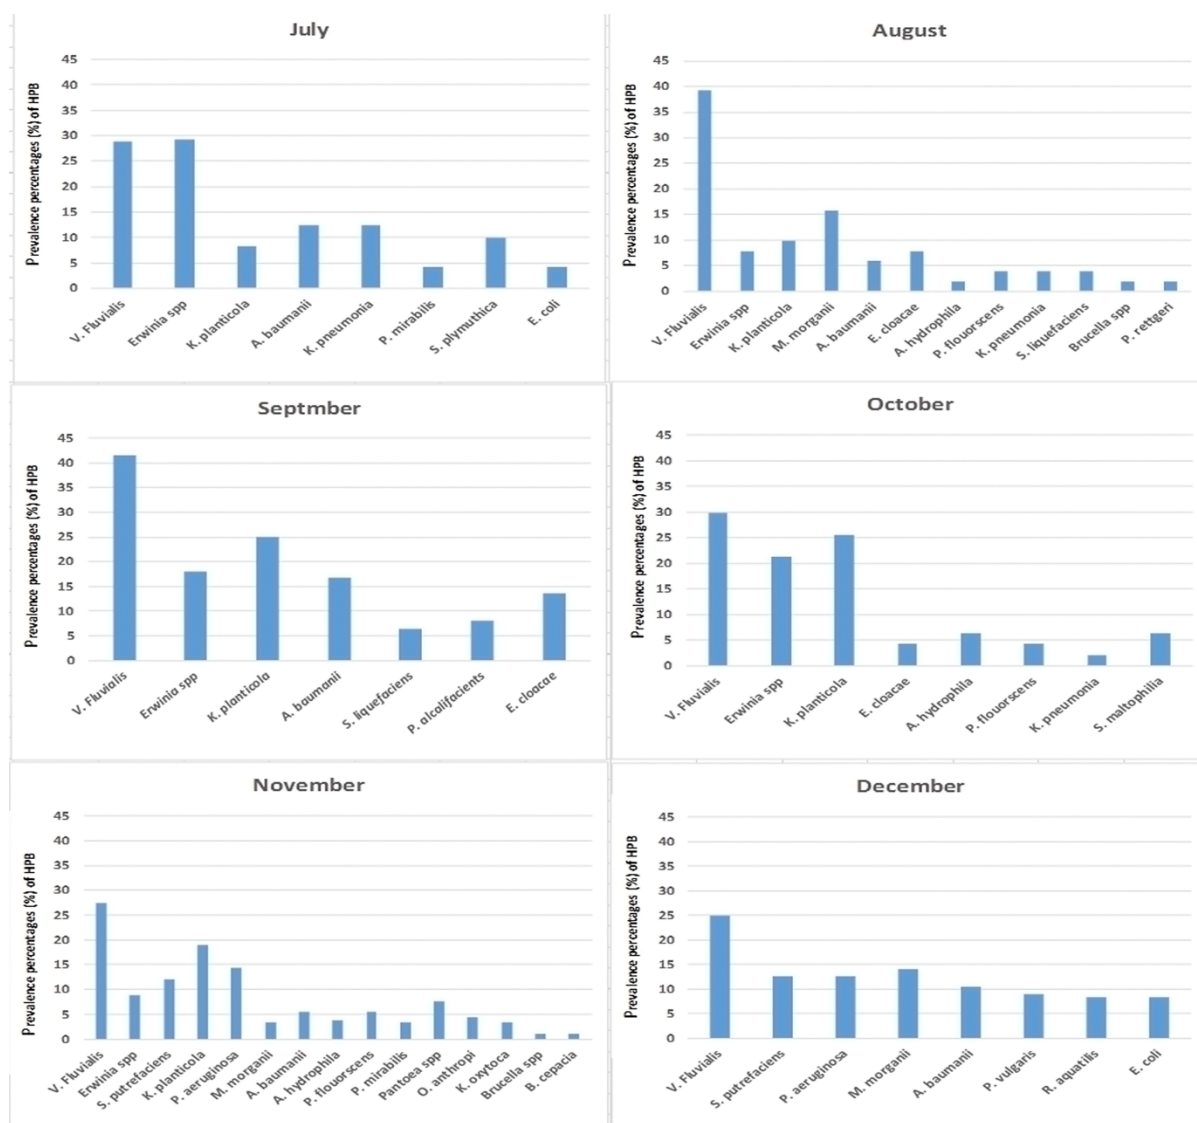 July
Prevalence percentages (%) of HPB
45
40
35
30
25
20
15
10
5
0
V. Fluvialis
Erwinia spp
K. planticola
A. baumanii
K. pneumonia
P. mirabilis
S. plymuthica
E. coli
August
Prevalence percentages (%) of HPB
45
40
35
30
25
20
15
10
5
0
V. Fluvialis
Erwinia spp
K. planticola
M. morganii
A. baumanii
E. cloacae
A. hydrophila
P. flouorscens
K. pneumonia
S. liquefaciens
Brucella spp
P. rettgeri
Septmber
Prevalence percentages (%) of HPB
45
40
35
30
25
20
15
10
5
0
V. Fluvialis
Erwinia spp
K. planticola
A. baumanii
S. liquefaciens
P. alcalifacients
E. cloacae
October
Prevalence percentages (%) of HPB
45
40
35
30
25
20
15
10
5
0
V. Fluvialis
Erwinia spp
K. planticola
E. cloacae
A. hydrophila
P. flouorscens
K. pneumonia
S. maltophilia
November
Prevalence percentages (%) of HPB
45
40
35
30
25
20
15
10
5
0
V. Fluvialis
Erwinia spp
S. putrefaciens
K. planticola
P. aeruginosa
M. morganii
A. baumanii
A. hydrophila
P. flouorscens
P. mirabilis
Pantoea spp
O. anthropi
K. oxytoca
Brucella spp
B. cepacia
December
Prevalence percentages (%) of HPB
45
40
35
30
25
20
15
10
5
0
V. Fluvialis
S. putrefaciens
P. aeruginosa
M. morganii
A. baumanii
P. vulgaris
R. aquatilis
E. coli